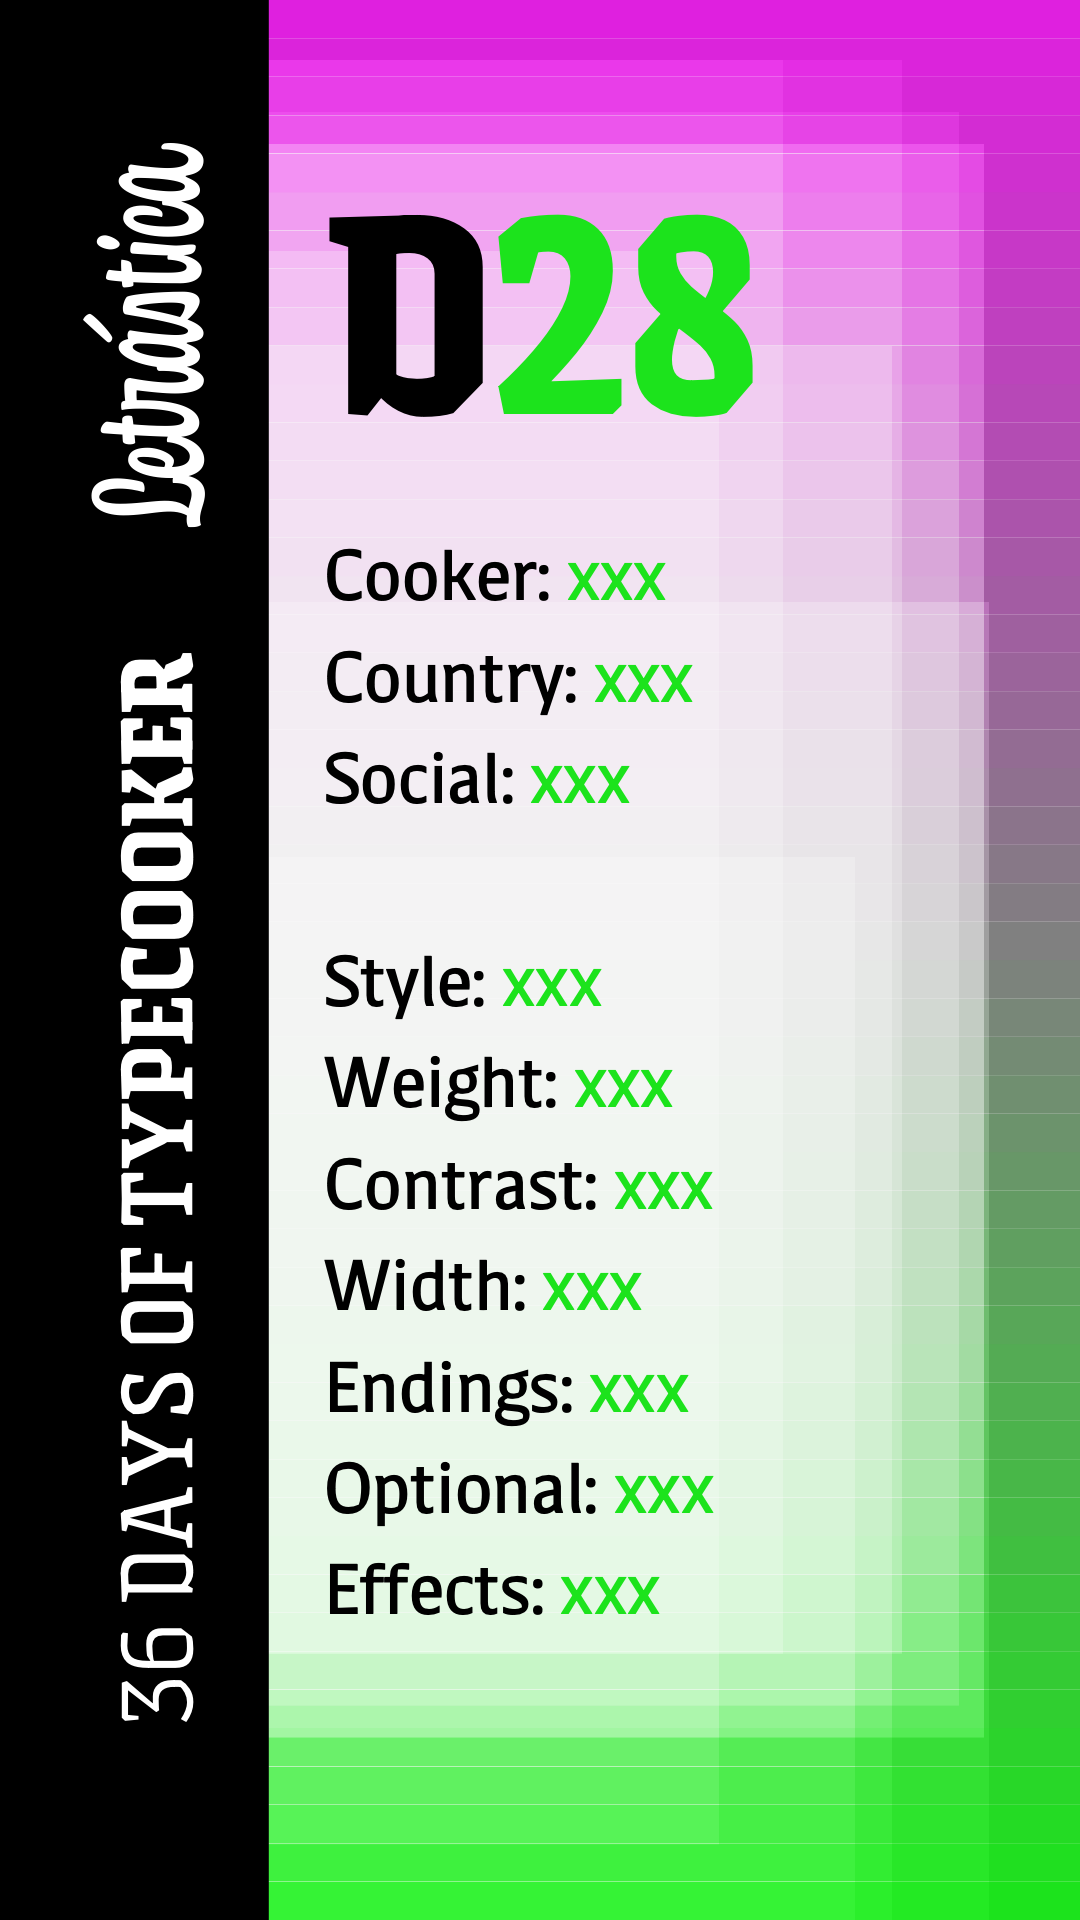 Letrástica
36 DAYS OF TYPECOOKER
D28
Cooker: xxx
Country: xxx
Social: xxx
Style: xxx
Weight: xxx
Contrast: xxx
Width: xxx
Endings: xxx
Optional: xxx
Effects: xxx